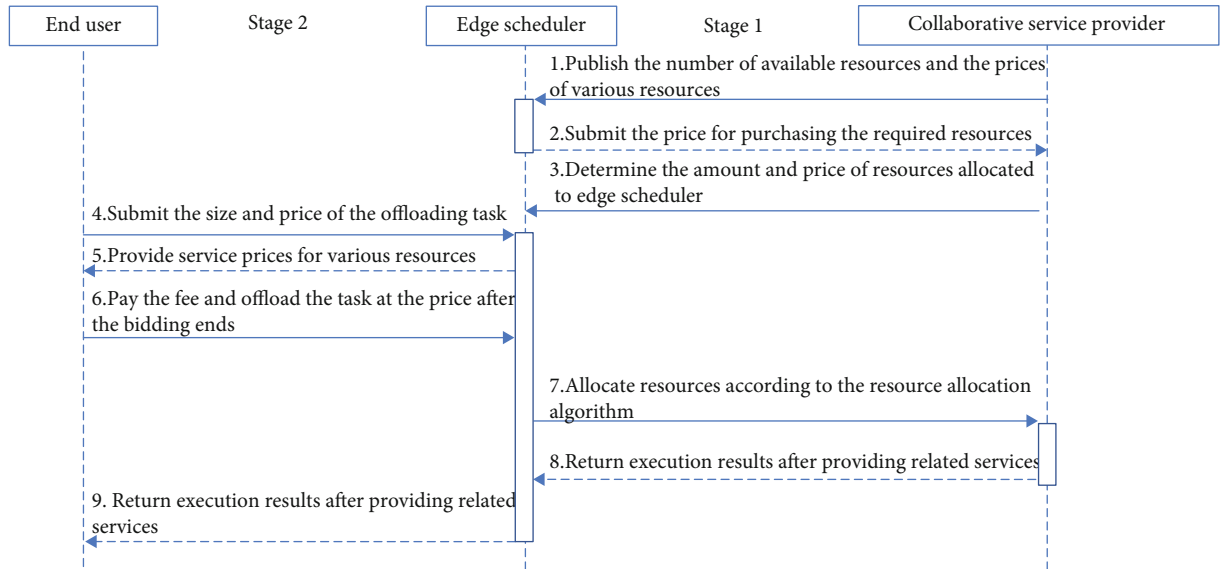 End user
Stage 2
Edge scheduler
Stage 1
Collaborative service provider
1.Publish the number of available resources and the prices
of various resources
2.Submit the price for purchasing the required resources
3.Determine the amount and price of resources allocated
to edge scheduler
4.Submit the size and price of the offloading task
5.Provide service prices for various resources
6.Pay the fee and offload the task at the price after
the bidding ends
7.Allocate resources according to the resource allocation
algorithm
8.Return execution results after providing related services
9. Return execution results after providing related
services